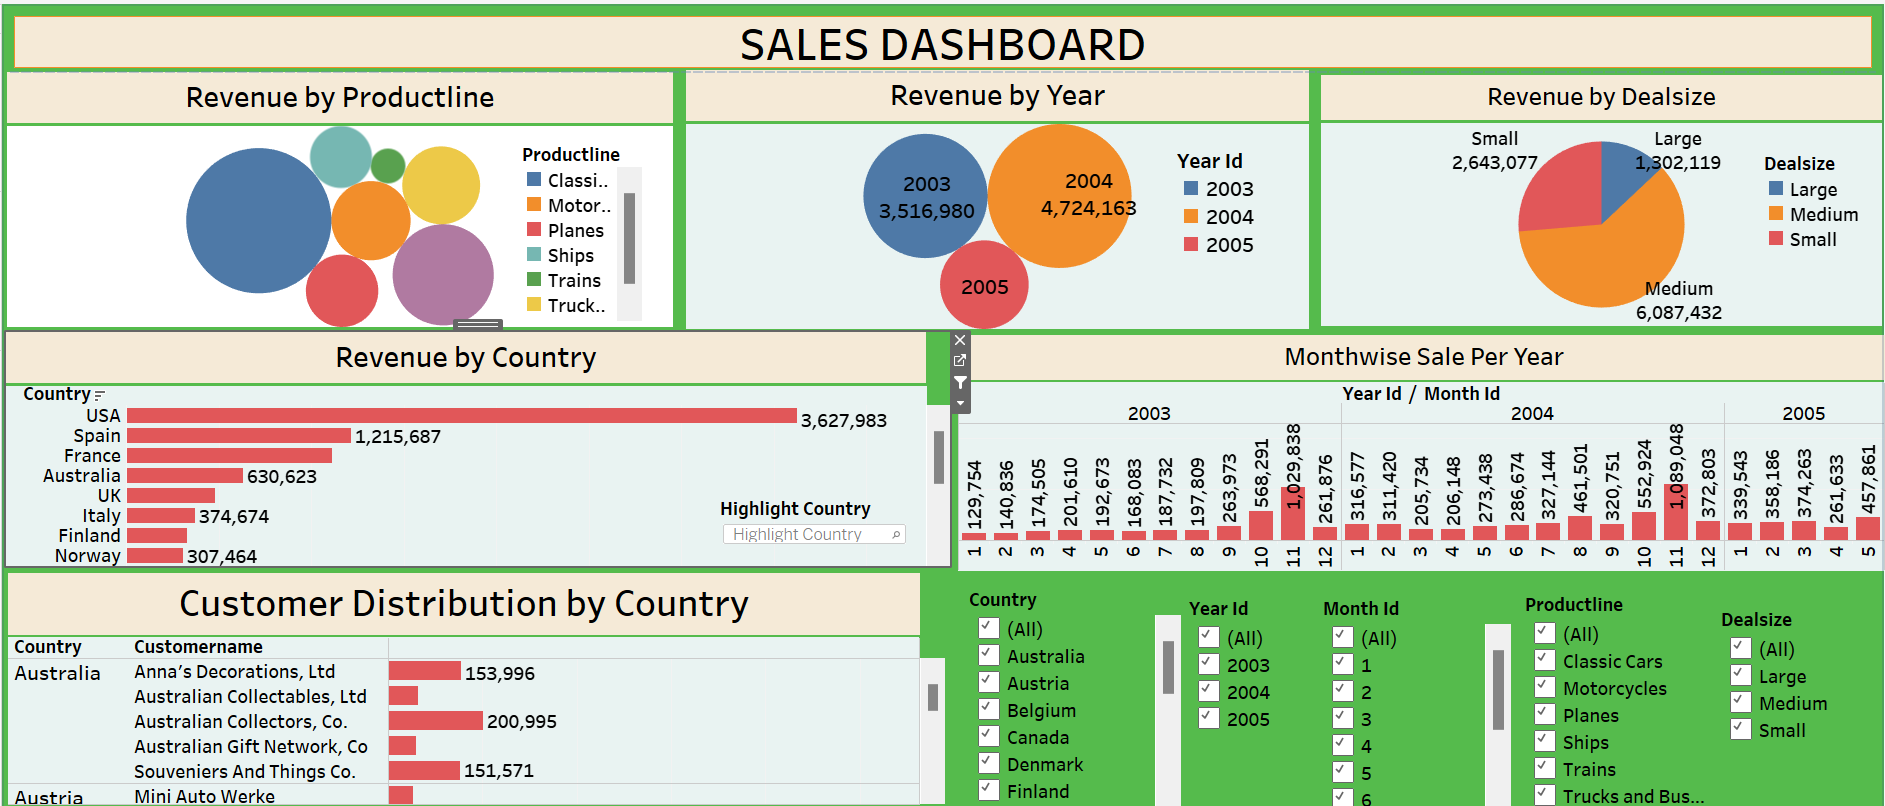 SALES DASHBOARD
Revenue by Productline
Productline
Classi..
Motor..
Planes
Ships
Trains
Truck..
Revenue by Year
2003
3,516,980
2004
4,724,163
2005
Year Id
2003
2004
2005
Revenue by Dealsize
Small
2,643,077
Large
1,302,119
Medium
6,087,432
Dealsize
Large
Medium
Small
Revenue by Country
Country
USA 3,627,983
Spain 1,215,687
France
Australia 630,623
UK
Italy 374,674
Finland
Norway 307,464
Highlight Country
Highlight Country
Monthwise Sale Per Year
Year Id / Month Id
2003 2004 2005
129,754 140,836 174,505 201,610 192,673 168,083 187,732 197,809 263,973 568,291 1,029,838 261,876 316,577 311,420 205,734 206,148 273,438 286,674 327,144 461,501 320,751 552,924 1,089,048 372,803 339,543 358,186 374,263 261,633 457,861
1 2 3 4 5 6 7 8 9 10 11 12 1 2 3 4 5 6 7 8 9 10 11 12 1 2 3 4 5
Customer Distribution by Country
Country Customername
Australia Anna's Decorations, Ltd 153,996
Australian Collectables, Ltd
Australian Collectors, Co. 200,995
Australian Gift Network, Co
Souveniers And Things Co. 151,571
Austria Mini Auto Werke
Country
(All)
Australia
Austria
Belgium
Canada
Denmark
Finland
Year Id
(All)
2003
2004
2005
Month Id
(All)
1
2
3
4
5
6
Productline
(All)
Classic Cars
Motorcycles
Planes
Ships
Trains
Trucks and Bus...
Dealsize
(All)
Large
Medium
Small